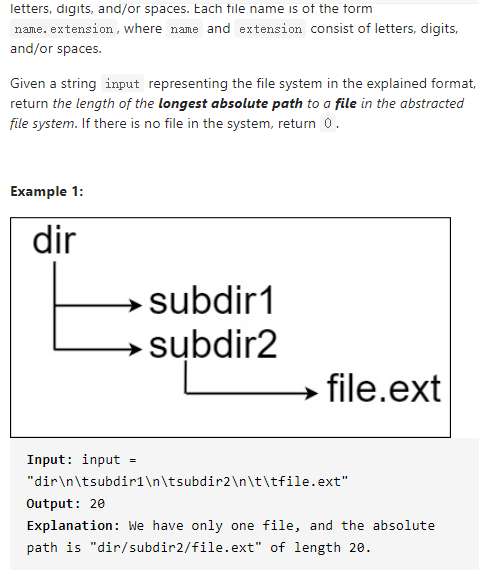 letters, digits, and/or spaces. Each file name is of the form
name.extension, where name and extension consist of letters, digits,
and/or spaces.
Given a string input representing the file system in the explained format,
return the length of the longest absolute path to a file in the abstracted
file system. If there is no file in the system, return 0.
Example 1:
dir
subdir1
subdir2
file.ext
Input: input =
"dir\n\tsubdir1\n\tsubdir2\n\t\tfile.ext"
Output: 20
Explanation: We have only one file, and the absolute
path is "dir/subdir2/file.ext" of length 20.